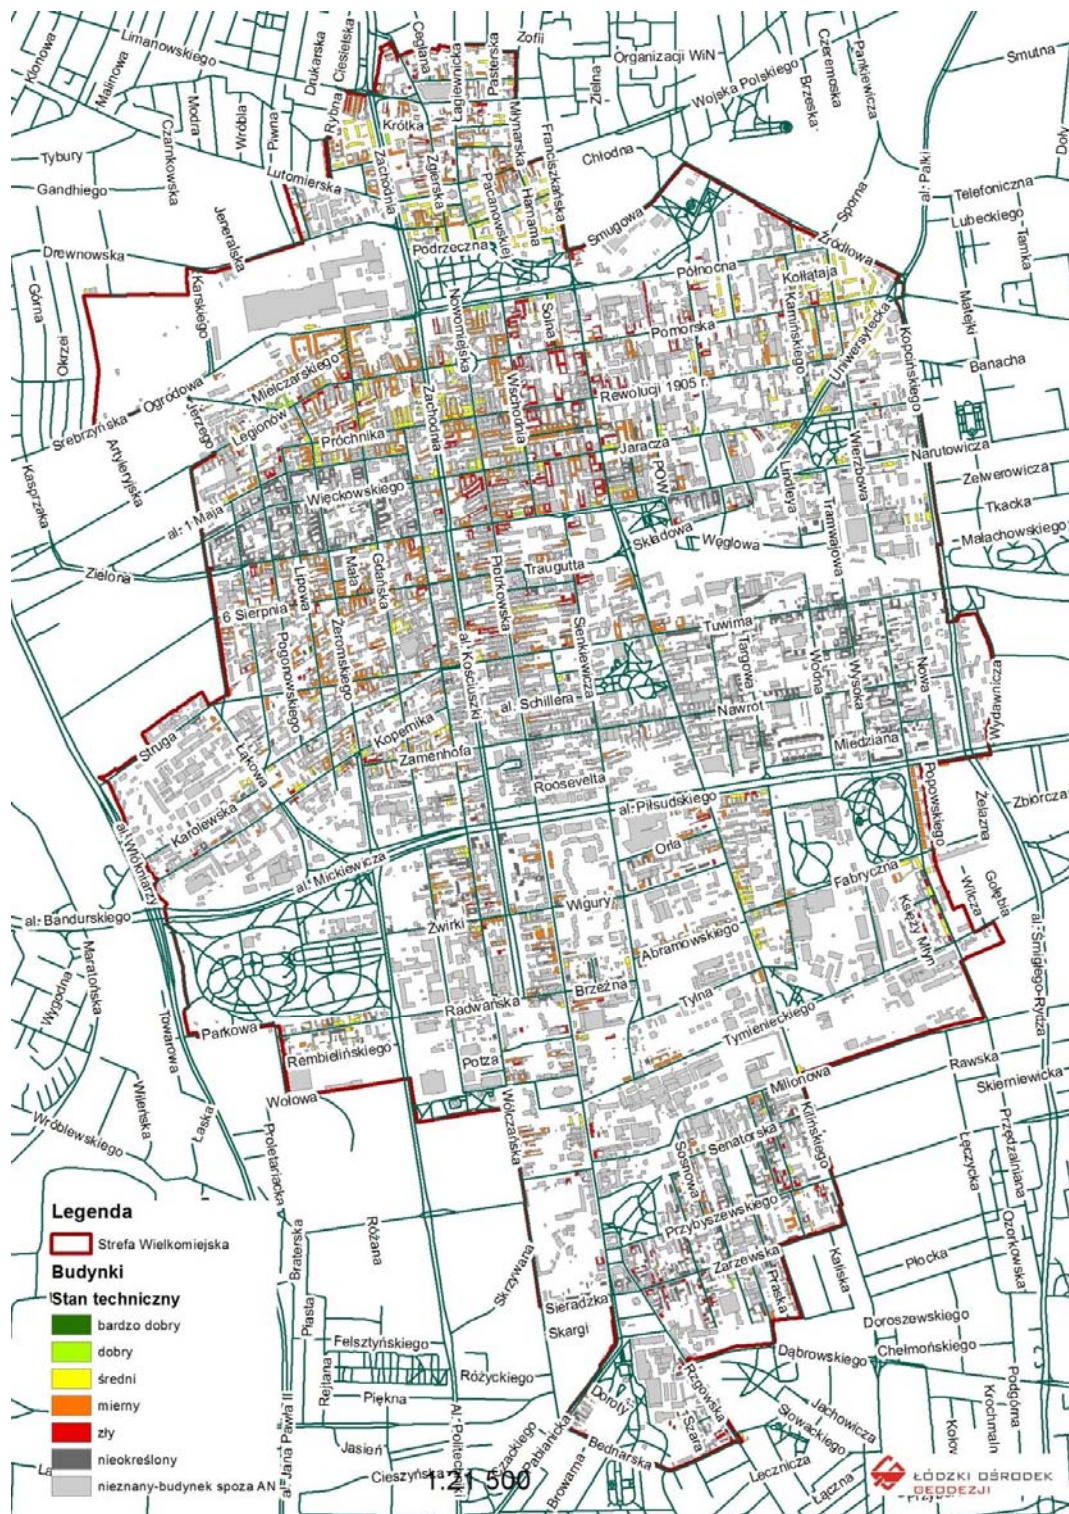 Zofii
Limanowskiego
Klonowa
Malinowa
Drukarska
Ciesielska
Ceglana
Łagiewnicka
Pasterska
Organizacji WiN
Zielna
Czeremoska
Pankiewicza
Brzeska
Smutna
Wojska Polskiego
Modra
Wróbla
Piwna
Rybna
Krótka
Młynarska
Franciszkańska
Chłodna
Doły
Czarnkowska
Tybury
Gandhiego
Lutomierska
Zachodnia
Zgierska
Pacanowskiej
Harnama
Sporna
al. Palki
Telefoniczna
Lubeckiego
Tamka
Jeneralska
Drewnowska
Podrzeczna
Smugowa
Źródłowa
Północna
Kołłątaja
Karskiego
Górna
Okrzei
Nowomiejska
Solna
Pomorska
Kamińskiego
Uniwersytecka
Kopcińskiego
Matejki
Banacha
Srebrzyńska
Ogrodowa
Mielczarskiego
Legionów
Jerzego
Próchnika
Zachodnia
Wschodnia
Rewolucji 1905 r.
Jaracza
POW
Wierzbowa
Narutowicza
Zelwerowicza
Artyleryjska
Kasprzaka
Więckowskiego
al. 1 Maja
Lindleya
Tramwajowa
Tkacka
Małachowskiego
Składowa
Węglowa
Zielona
Traugutta
Piotrkowska
Lipowa
Mała
Gdańska
6 Sierpnia
Pogonowskiego
Żeromskiego
al. Kościuszki
Sienkiewicza
Tuwima
Targowa
Wodna
Wysoka
Nowa
Wydawnicza
al. Schillera
Nawrot
Struga
Łąkowa
Kopernika
Zamenhofa
Miedziana
Roosevelta
al. Piłsudskiego
Popowskiego
Żelazna
Zbiorcza
Karolewska
al. Włókniarzy
al. Mickiewicza
Orla
Fabryczna
Wilcza
Gołębia
Księży Młyn
al. Bandurskiego
Żwirki
Wigury
Abramowskiego
al. Śmigłego-Rydza
Maratońska
Wygodna
Brzeźna
Tylna
Radwańska
Towarowa
Parkowa
Tymienieckiego
Rembielińskiego
Potza
Rawska
Skierniewicka
Milionowa
Wołowa
Wileńska
Łaska
Wróblewskiego
Wólczańska
Proletariacka
Senatorska
Sosnowa
Kilińskiego
Łęczycka
Przędzalniana
Przybyszewskiego
Zarzewska
Praska
Kaliska
Płocka
Ozorkowska
Różana
Braterska
Skrzywana
Sieradzka
Skargi
Doroszewskiego
Chełmońskiego
Dąbrowskiego
Piasta
Felsztyńskiego
Rejtana
Różyckiego
Piękna
Doroty
Rzgowska
Szara
Jachowicza
Słowackiego
Podgórna
Krochmaln
Kołow
al. Jana Pawła II
Al. Politechniki
Jasień
Cieszyńska
Czackiego
Pabianicka
Bednarska
Browarna
Lecznicza
Łączna
Legenda
Strefa Wielkomiejska
Budynki
Stan techniczny
bardzo dobry
dobry
średni
mierny
zły
nieokreślony
nieznany-budynek spoza AN
1:21 500
ŁÓDZKI OŚRODEK
GEODEZJI